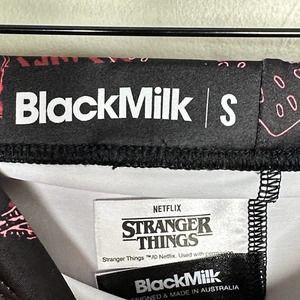 BlackMilk | S
NETFLIX
STRANGER
THINGS
Stranger Things ™/© Netflix. Used with
BlackMilk
DESIGNED & MADE IN AUSTRALIA